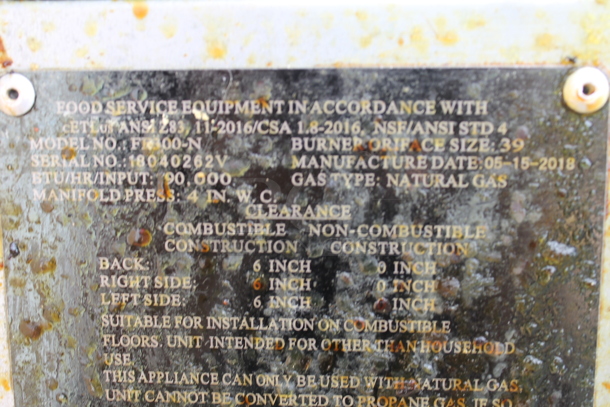 FOOD SERVICE EQUIPMENT IN ACCORDANCE WITH
cETLus ANSI Z83. 11-2016/CSA 1.8-2016, NSF/ANSI STD 4
MODEL NO.: BURNER ORIFACE SIZE: 39
SERIAL NO.:18040262V MANUFACTURE DATE:05-15-2018
BTU/HR/INPUT: 90,000 GAS TYPE: NATURAL GAS
MANIFOLD PRESS: 4 IN. W. C.
CLEARANCE
COMBUSTIBLE NON-COMBUSTIBLE
CONSTRUCTION CONSTRUCTION
BACK: 6 INCH 0 INCH
RIGHT SIDE: 6 INCH 0 INCH
LEFT SIDE: 6 INCH INCH
SUITABLE FOR INSTALLATION ON COMBUSTIBLE
FLOORS. UNIT INTENDED FOR OTHER THAN HOUSEHOLD
USE.
THIS APPLIANCE CAN ONLY BE USED WITH NATURAL GAS,
UNIT CANNOT BE CONVERTED TO PROPANE GAS. IF SO